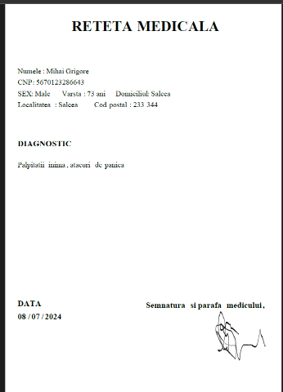 RETETA MEDICALA
Numele : Mihai Grigore
CNP: 5670123286643
SEX: Male Varsta : 73 ani Domiciliul: Salcea
Localitatea : Salcea Cod postal : 233 344
DIAGNOSTIC
Palpitatii inima , atacuri de panica
DATA
Semnatura si parafa medicului,
08 / 07 / 2024